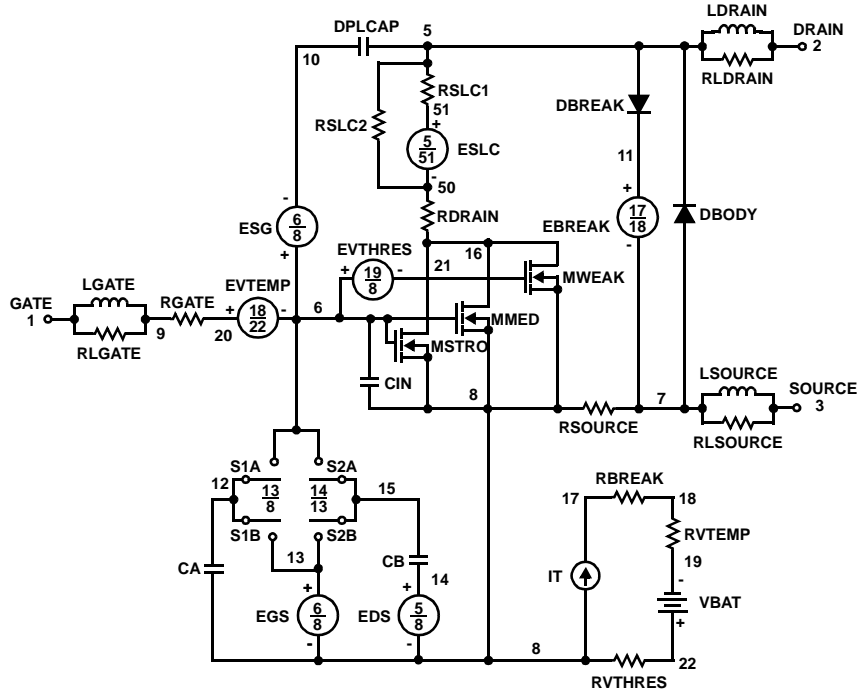 LDRAIN
DPLCAP 5 DRAIN
10 2
RLDRAIN
RSLC1
51
RSLC2
+
5
51
ESLC
-
50
DBREAK
11
+
17
18
EBREAK
-
DBODY
-
6
8
ESG
+
RDRAIN
16
21
EVTHRES
+ 19 -
8
MWEAK
LGATE
GATE
1
RLGATE
9
RGATE
20
EVTEMP
+ 18 -
22
6
MMED
MSTRO
CIN
8
RSOURCE
7
LSOURCE
SOURCE
3
RLSOURCE
S1A
S2A
12
13
8
14
13
15
S1B
S2B
13
CA
CB
14
+
6
8
EGS
-
+
5
8
EDS
-
8
17
RBREAK
18
RVTEMP
19
IT
-
VBAT
+
22
RVTHRES